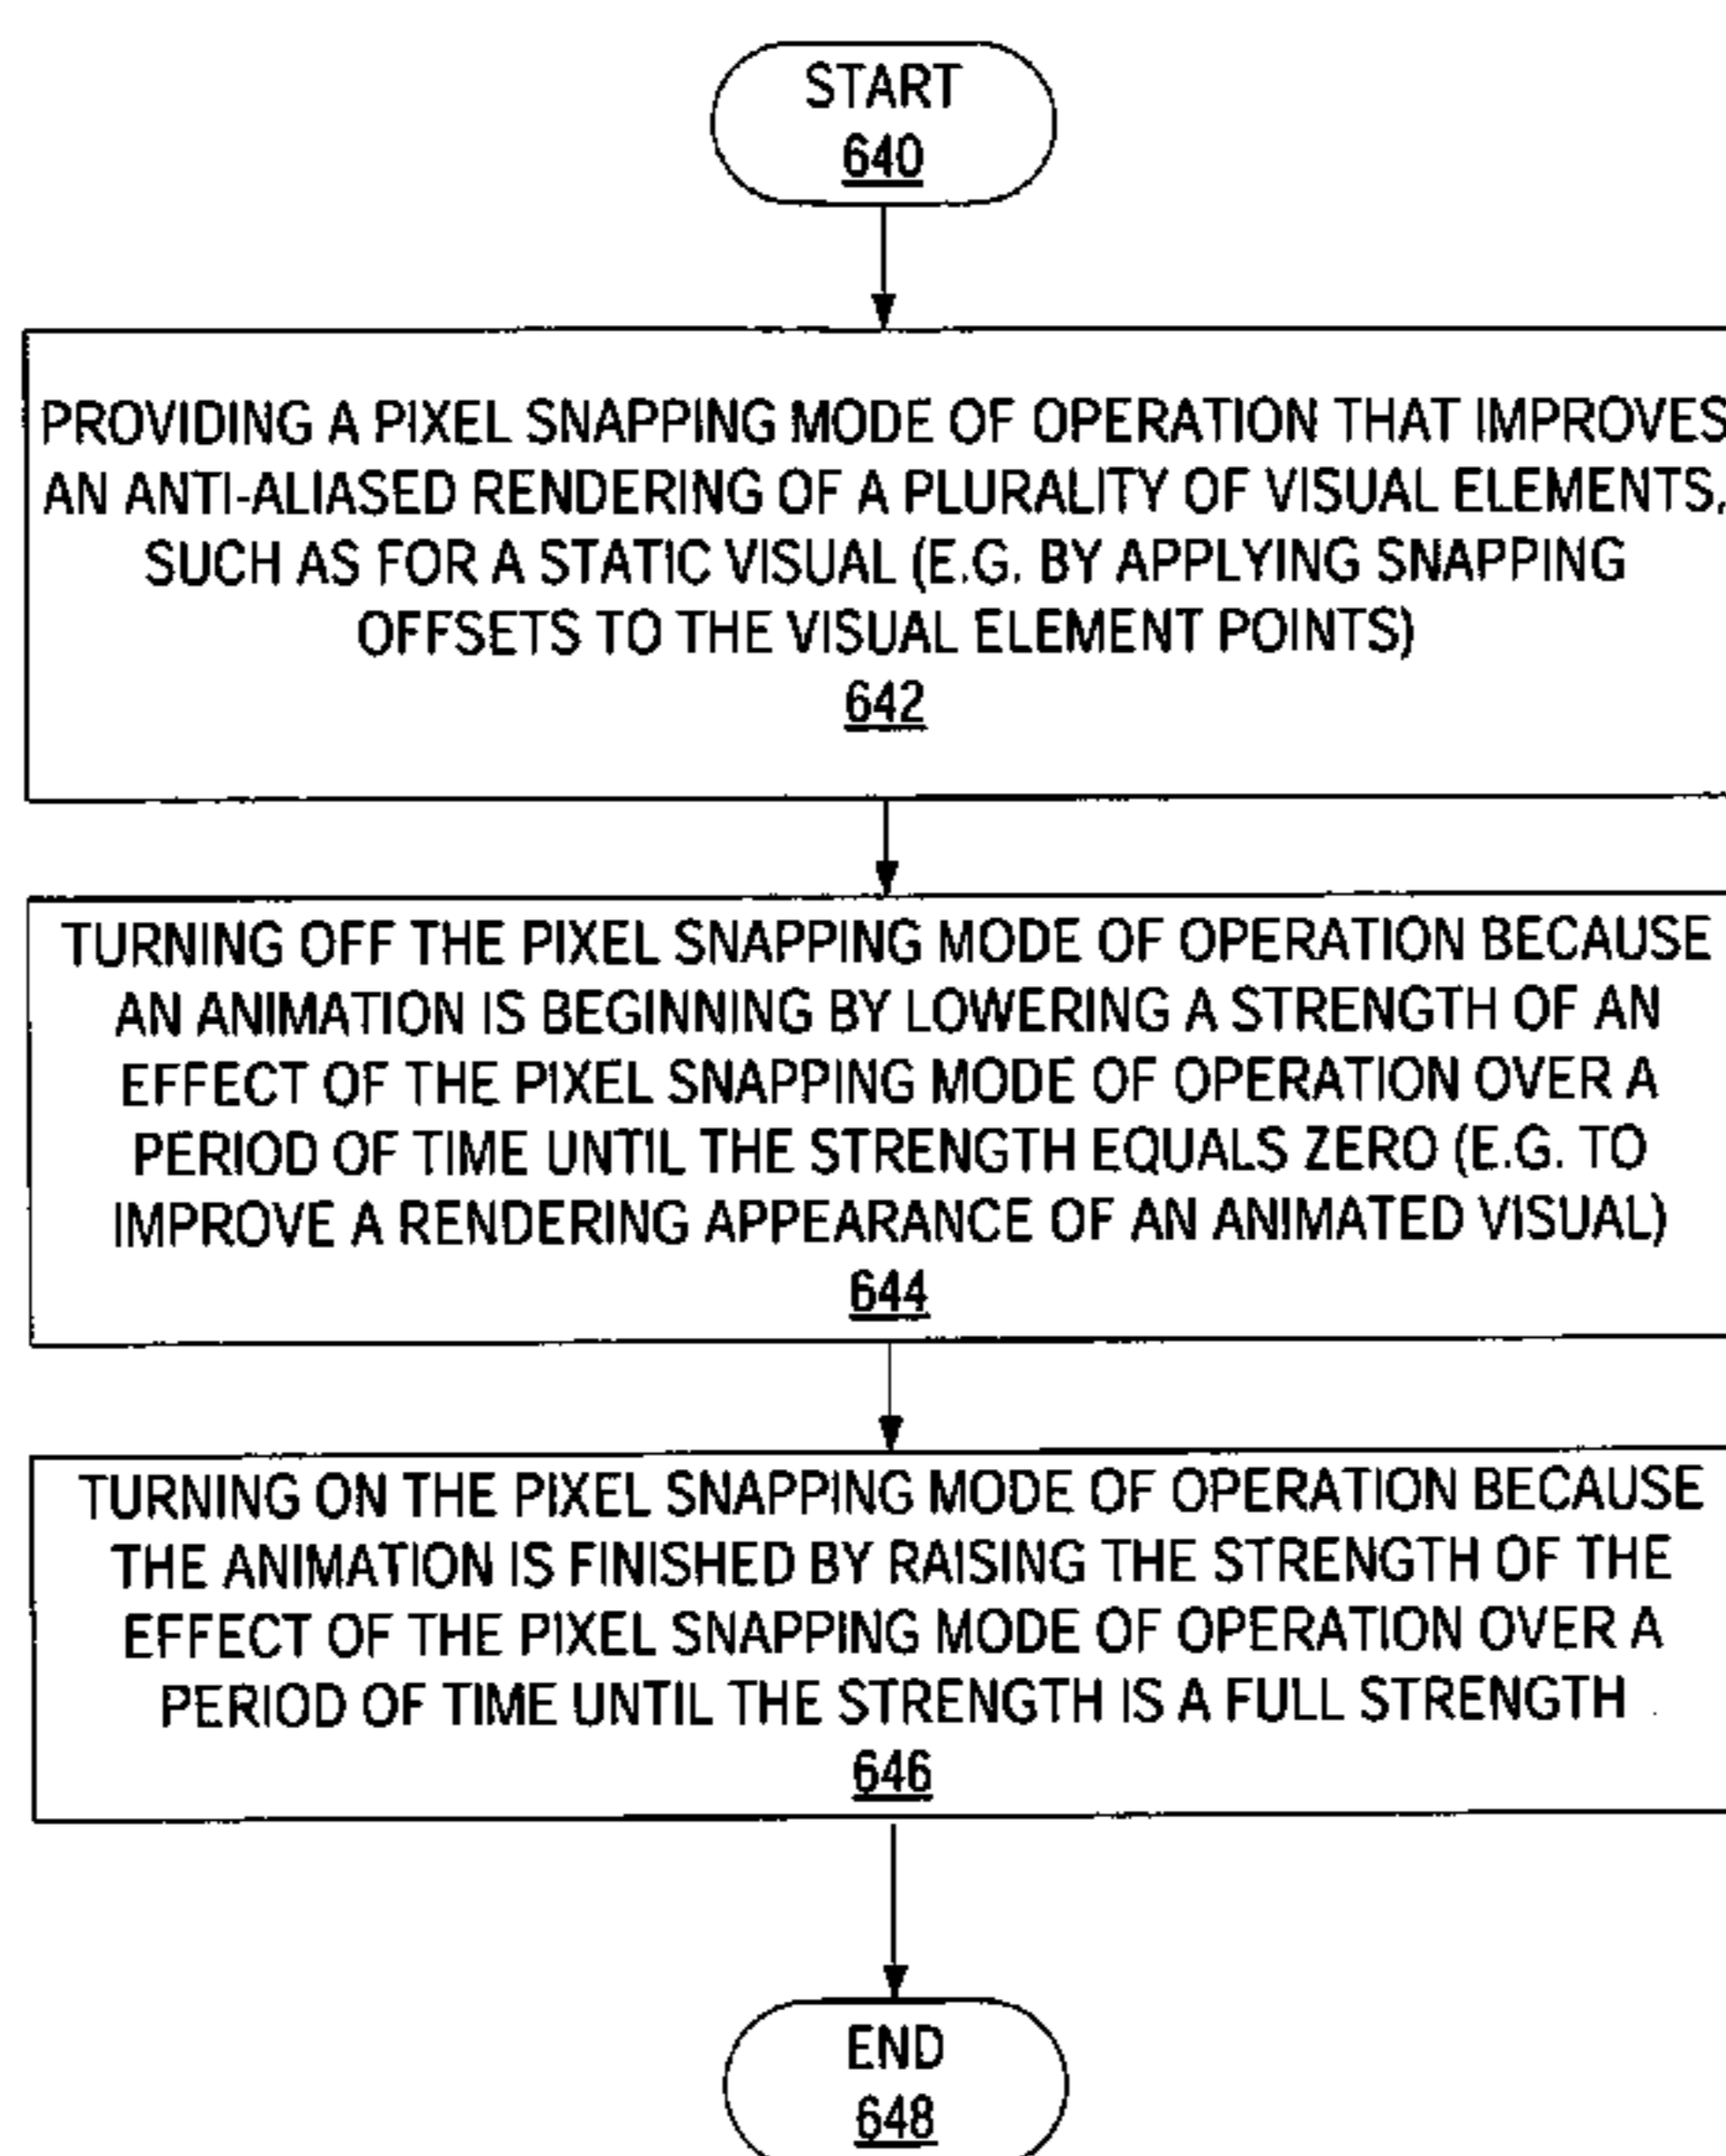 START
640
PROVIDING A PIXEL SNAPPING MODE OF OPERATION THAT IMPROVES
AN ANTI-ALIASED RENDERING OF A PLURALITY OF VISUAL ELEMENTS,
SUCH AS FOR A STATIC VISUAL (E.G. BY APPLYING SNAPPING
OFFSETS TO THE VISUAL ELEMENT POINTS)
642
TURNING OFF THE PIXEL SNAPPING MODE OF OPERATION BECAUSE
AN ANIMATION IS BEGINNING BY LOWERING A STRENGTH OF AN
EFFECT OF THE PIXEL SNAPPING MODE OF OPERATION OVER A
PERIOD OF TIME UNTIL THE STRENGTH EQUALS ZERO (E.G. TO
IMPROVE A RENDERING APPEARANCE OF AN ANIMATED VISUAL)
644
TURNING ON THE PIXEL SNAPPING MODE OF OPERATION BECAUSE
THE ANIMATION IS FINISHED BY RAISING THE STRENGTH OF THE
EFFECT OF THE PIXEL SNAPPING MODE OF OPERATION OVER A
PERIOD OF TIME UNTIL THE STRENGTH IS A FULL STRENGTH
646
END
648